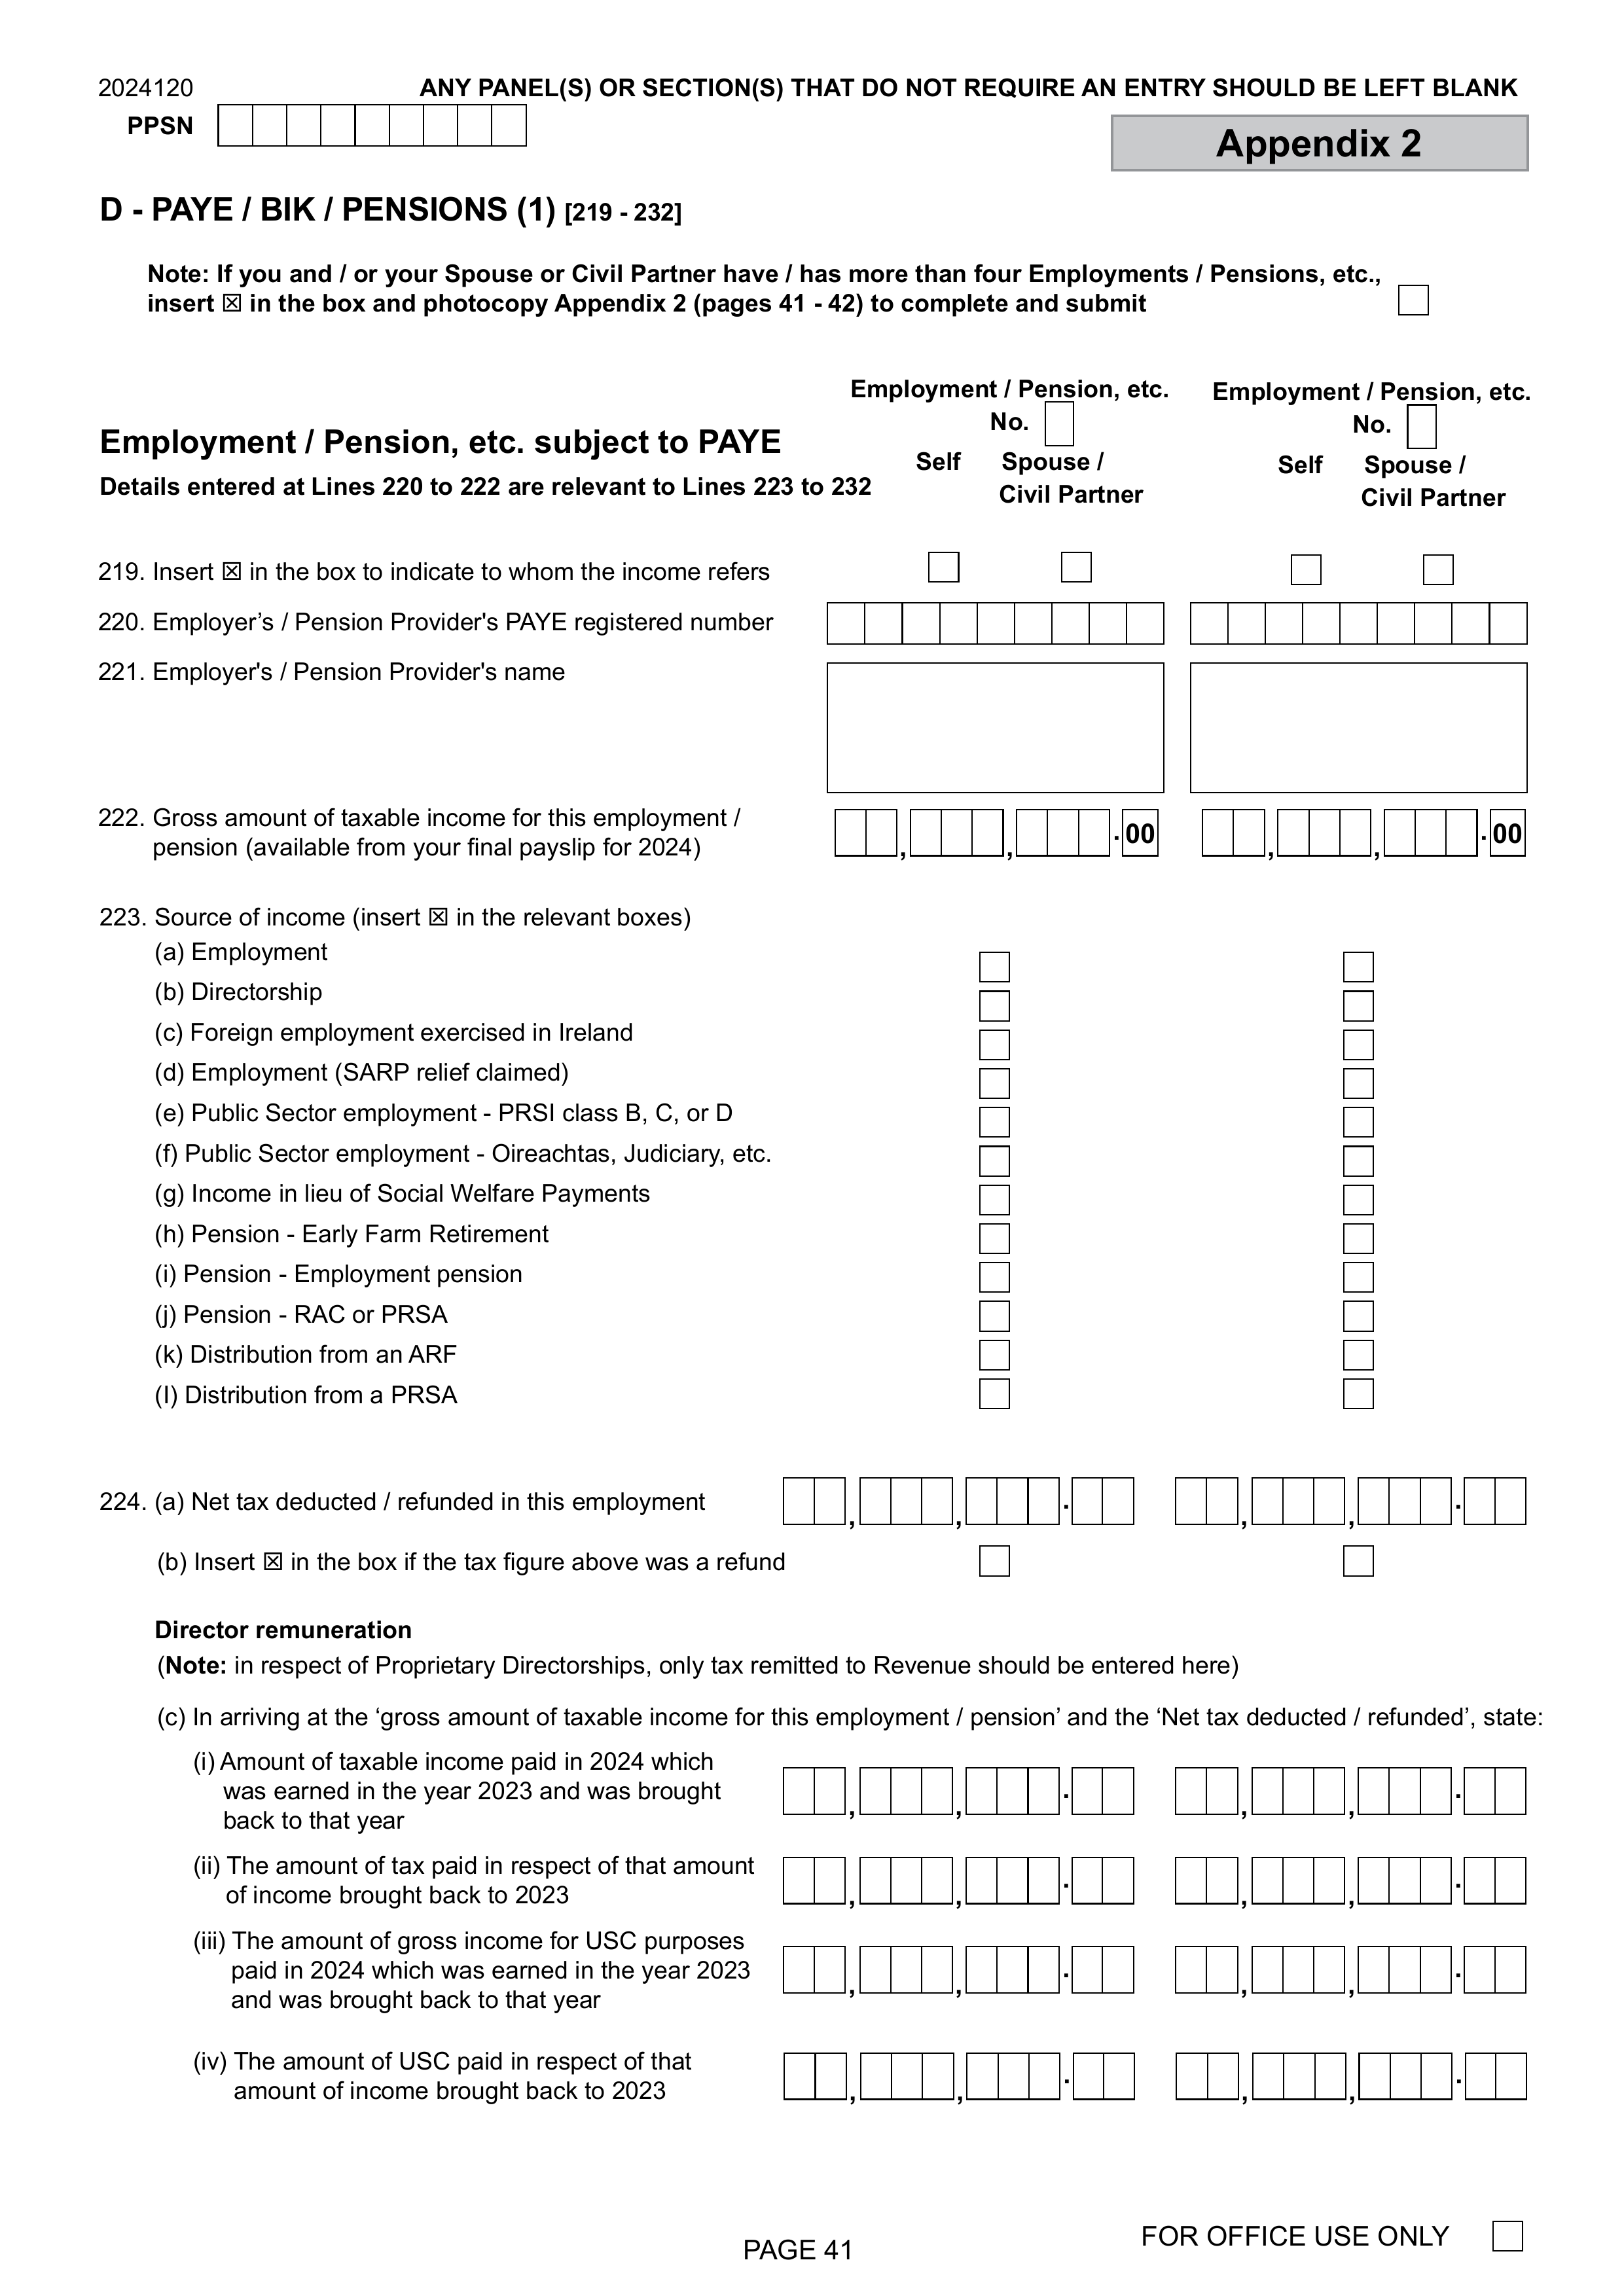 2024120
ANY PANEL(S) OR SECTION(S) THAT DO NOT REQUIRE AN ENTRY SHOULD BE LEFT BLANK
PPSN
Appendix 2
D - PAYE / BIK / PENSIONS (1) [219 - 232]
Note: If you and / or your Spouse or Civil Partner have / has more than four Employments / Pensions, etc.,
insert ☒ in the box and photocopy Appendix 2 (pages 41 - 42) to complete and submit
Employment / Pension, etc.
No.
Self Spouse /
Civil Partner
Employment / Pension, etc.
No.
Self Spouse /
Civil Partner
Employment / Pension, etc. subject to PAYE
Details entered at Lines 220 to 222 are relevant to Lines 223 to 232
219. Insert ☒ in the box to indicate to whom the income refers
220. Employer’s / Pension Provider's PAYE registered number
221. Employer's / Pension Provider's name
222. Gross amount of taxable income for this employment /
pension (available from your final payslip for 2024)
, , .00 , , .00
223. Source of income (insert ☒ in the relevant boxes)
(a) Employment
(b) Directorship
(c) Foreign employment exercised in Ireland
(d) Employment (SARP relief claimed)
(e) Public Sector employment - PRSI class B, C, or D
(f) Public Sector employment - Oireachtas, Judiciary, etc.
(g) Income in lieu of Social Welfare Payments
(h) Pension - Early Farm Retirement
(i) Pension - Employment pension
(j) Pension - RAC or PRSA
(k) Distribution from an ARF
(l) Distribution from a PRSA
224. (a) Net tax deducted / refunded in this employment , , . , , .
(b) Insert ☒ in the box if the tax figure above was a refund
Director remuneration
(Note: in respect of Proprietary Directorships, only tax remitted to Revenue should be entered here)
(c) In arriving at the ‘gross amount of taxable income for this employment / pension’ and the ‘Net tax deducted / refunded’, state:
(i) Amount of taxable income paid in 2024 which
was earned in the year 2023 and was brought
back to that year
, , . , , .
(ii) The amount of tax paid in respect of that amount
of income brought back to 2023
, , . , , .
(iii) The amount of gross income for USC purposes
paid in 2024 which was earned in the year 2023
and was brought back to that year
, , . , , .
(iv) The amount of USC paid in respect of that
amount of income brought back to 2023
, , . , , .
PAGE 41
FOR OFFICE USE ONLY